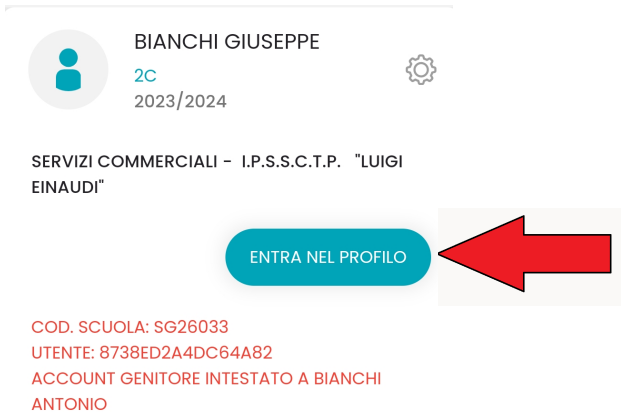 BIANCHI GIUSEPPE
2C
2023/2024
SERVIZI COMMERCIALI - I.P.S.S.C.T.P. "LUIGI
EINAUDI"
ENTRA NEL PROFILO
COD. SCUOLA: SG26033
UTENTE: 8738ED2A4DC64A82
ACCOUNT GENITORE INTESTATO A BIANCHI
ANTONIO